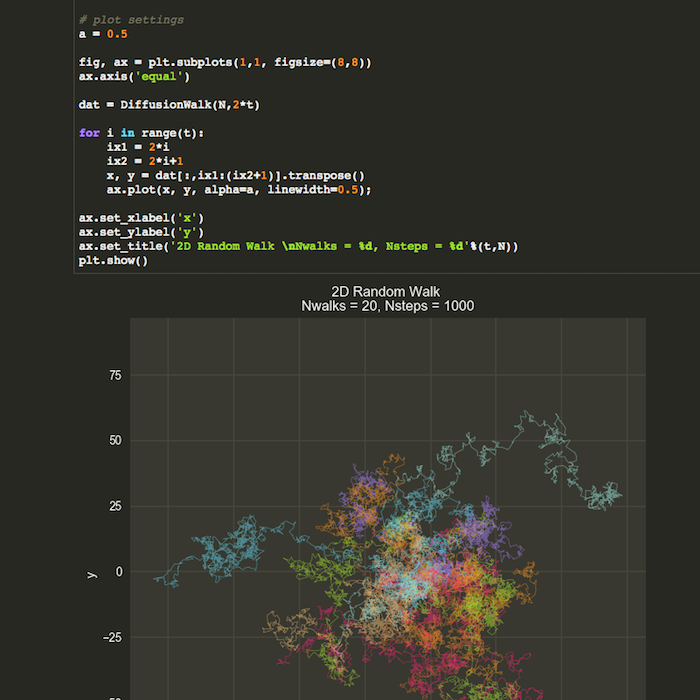 # plot settings
a = 0.5
fig, ax = plt.subplots(1,1, figsize=(8,8))
ax.axis('equal')
dat = DiffusionWalk(N,2*t)
for i in range(t):
    ix1 = 2*i
    ix2 = 2*i+1
    x, y = dat[:,ix1:(ix2+1)].transpose()
    ax.plot(x, y, alpha=a, linewidth=0.5);
ax.set_xlabel('x')
ax.set_ylabel('y')
ax.set_title('2D Random Walk \nNwalks = %d, Nsteps = %d'%(t,N))
plt.show()
2D Random Walk
Nwalks = 20, Nsteps = 1000
75
50
25
0
y
−25